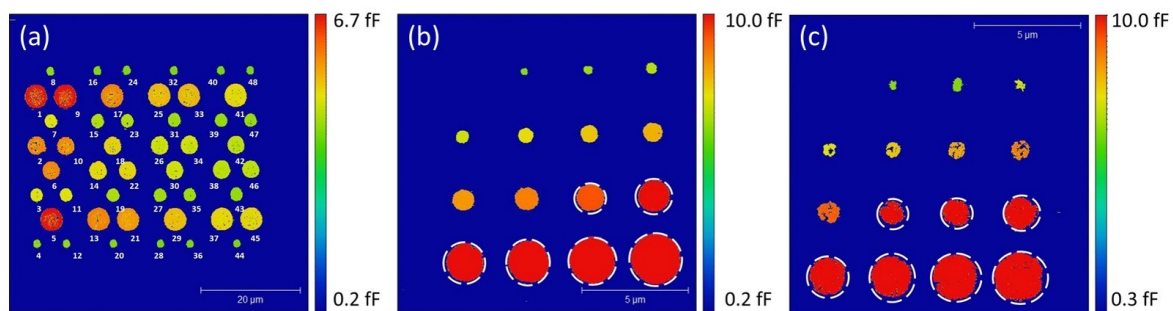 (a)
6.7 fF
8 16 24 32 40 48
1 9 17 25 33 41
7 15 23 31 39 47
2 10 18 26 34 42
6 14 22 30 38 46
3 11 19 27 35 43
5 13 21 29 37 45
4 12 20 28 36 44
20 µm
0.2 fF
(b)
10.0 fF
5 µm
0.2 fF
(c)
10.0 fF
5 µm
0.3 fF